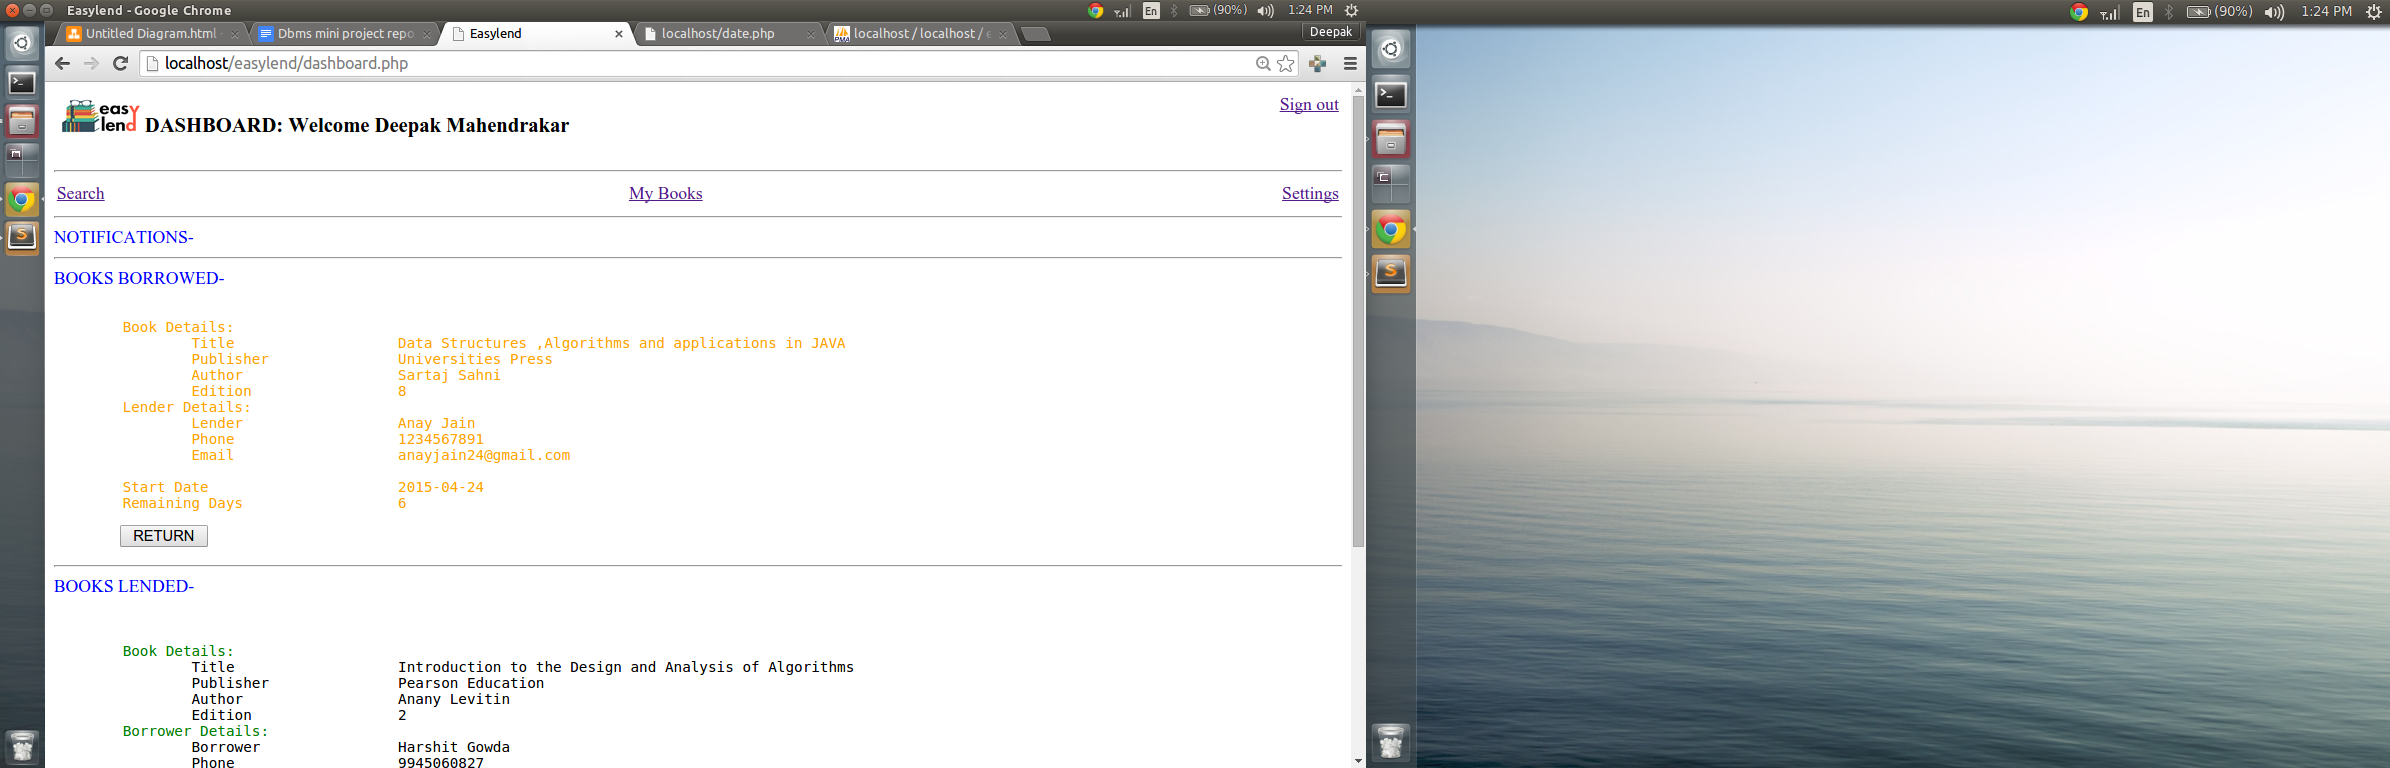 Easylend - Google Chrome
En (90%) 1:24 PM
En (90%) 1:24 PM
Untitled Diagram.html
Dbms mini project repo
Easylend
localhost/date.php
localhost / localhost / e
Deepak
localhost/easylend/dashboard.php
easy
lend
DASHBOARD: Welcome Deepak Mahendrakar
Sign out
Search My Books Settings
NOTIFICATIONS-
BOOKS BORROWED-
Book Details:
Title Data Structures ,Algorithms and applications in JAVA
Publisher Universities Press
Author Sartaj Sahni
Edition 8
Lender Details:
Lender Anay Jain
Phone 1234567891
Email anayjain24@gmail.com
Start Date 2015-04-24
Remaining Days 6
RETURN
BOOKS LENDED-
Book Details:
Title Introduction to the Design and Analysis of Algorithms
Publisher Pearson Education
Author Anany Levitin
Edition 2
Borrower Details:
Borrower Harshit Gowda
Phone 9945060827